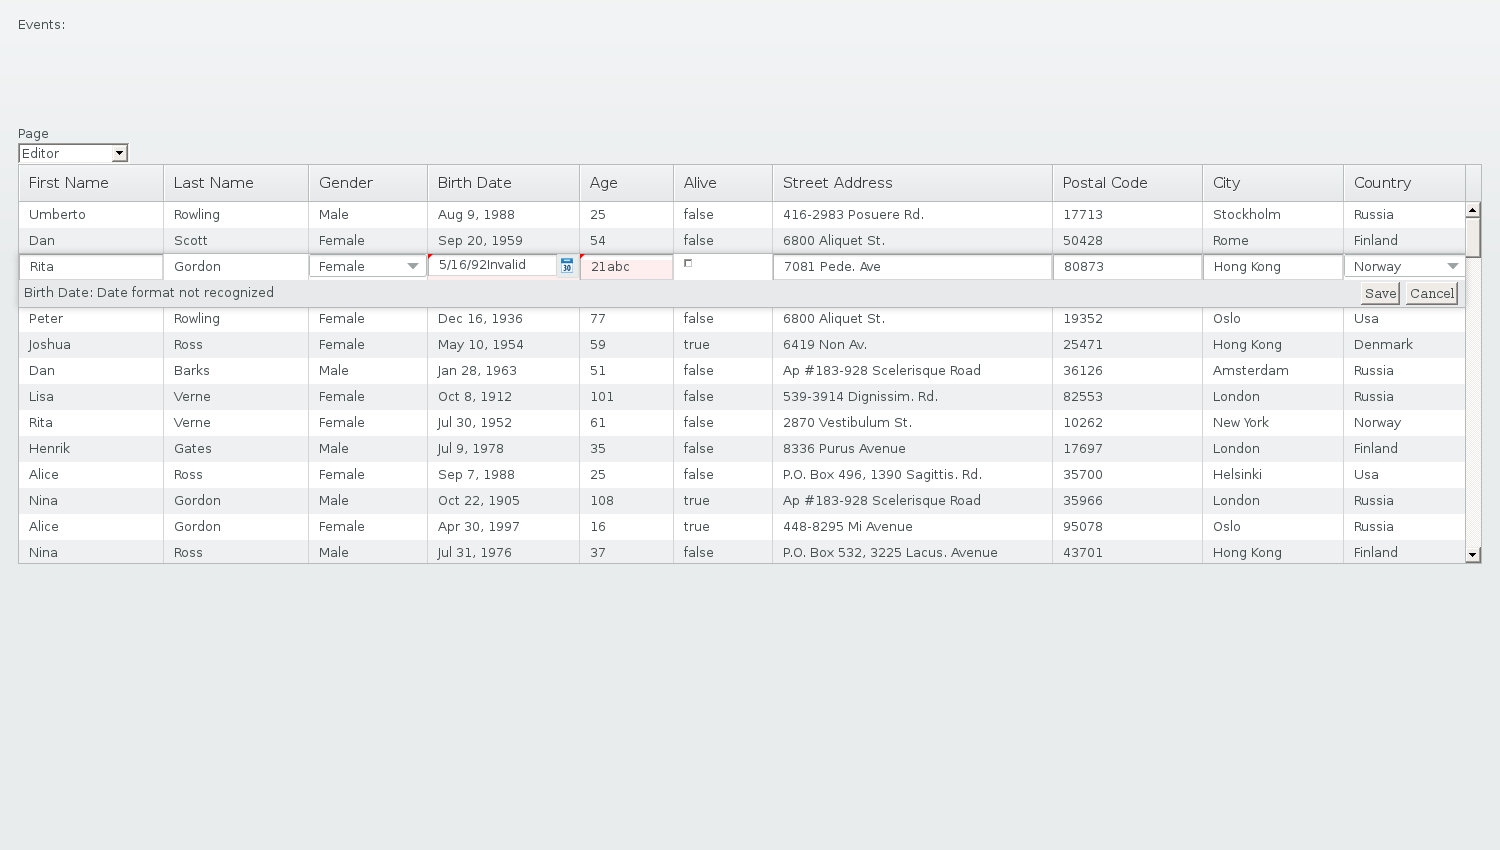 Events:
Page
Editor
First Name Last Name Gender Birth Date Age Alive Street Address Postal Code City Country
Umberto Rowling Male Aug 9, 1988 25 false 416-2983 Posuere Rd. 17713 Stockholm Russia
Dan Scott Female Sep 20, 1959 54 false 6800 Aliquet St. 50428 Rome Finland
Rita Gordon Female 5/16/92Invalid 30 21abc 7081 Pede. Ave 80873 Hong Kong Norway
Birth Date: Date format not recognized Save Cancel
Peter Rowling Female Dec 16, 1936 77 false 6800 Aliquet St. 19352 Oslo Usa
Joshua Ross Female May 10, 1954 59 true 6419 Non Av. 25471 Hong Kong Denmark
Dan Barks Male Jan 28, 1963 51 false Ap #183-928 Scelerisque Road 36126 Amsterdam Russia
Lisa Verne Female Oct 8, 1912 101 false 539-3914 Dignissim. Rd. 82553 London Russia
Rita Verne Female Jul 30, 1952 61 false 2870 Vestibulum St. 10262 New York Norway
Henrik Gates Male Jul 9, 1978 35 false 8336 Purus Avenue 17697 London Finland
Alice Ross Female Sep 7, 1988 25 false P.O. Box 496, 1390 Sagittis. Rd. 35700 Helsinki Usa
Nina Gordon Male Oct 22, 1905 108 true Ap #183-928 Scelerisque Road 35966 London Russia
Alice Gordon Female Apr 30, 1997 16 true 448-8295 Mi Avenue 95078 Oslo Russia
Nina Ross Male Jul 31, 1976 37 false P.O. Box 532, 3225 Lacus. Avenue 43701 Hong Kong Finland